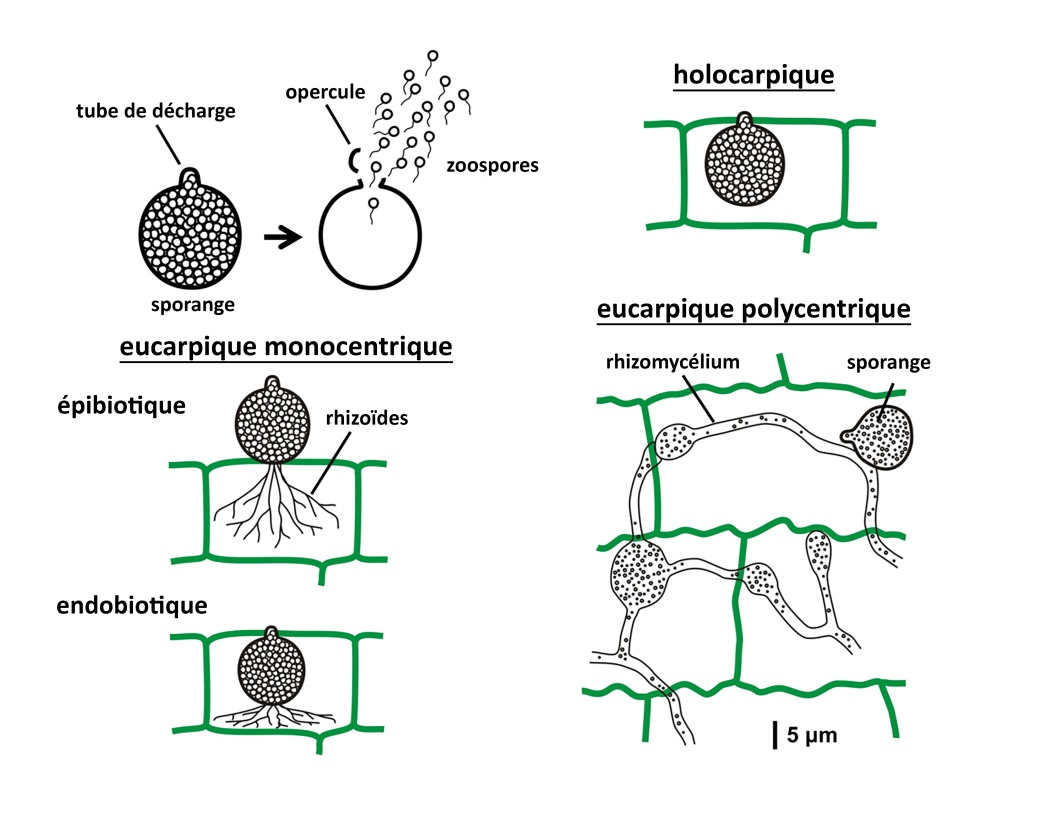 tube de décharge
opercule
zoospores
sporange
holocarpique
eucarpique monocentrique
épibiotique
rhizoïdes
endobiotique
eucarpique polycentrique
rhizomycélium
sporange
5 µm